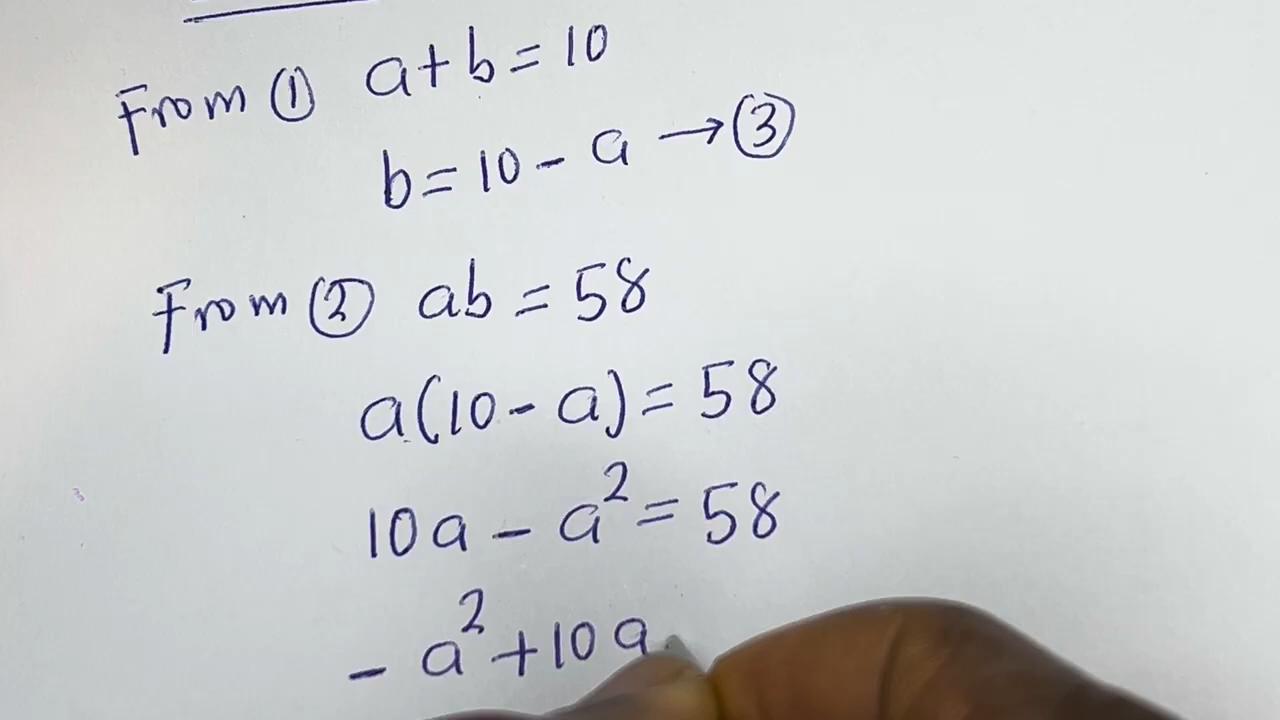 From ① a+b=10
b=10-a→③
From ② ab=58
a(10-a)=58
10a-a²=58
-a²+10a